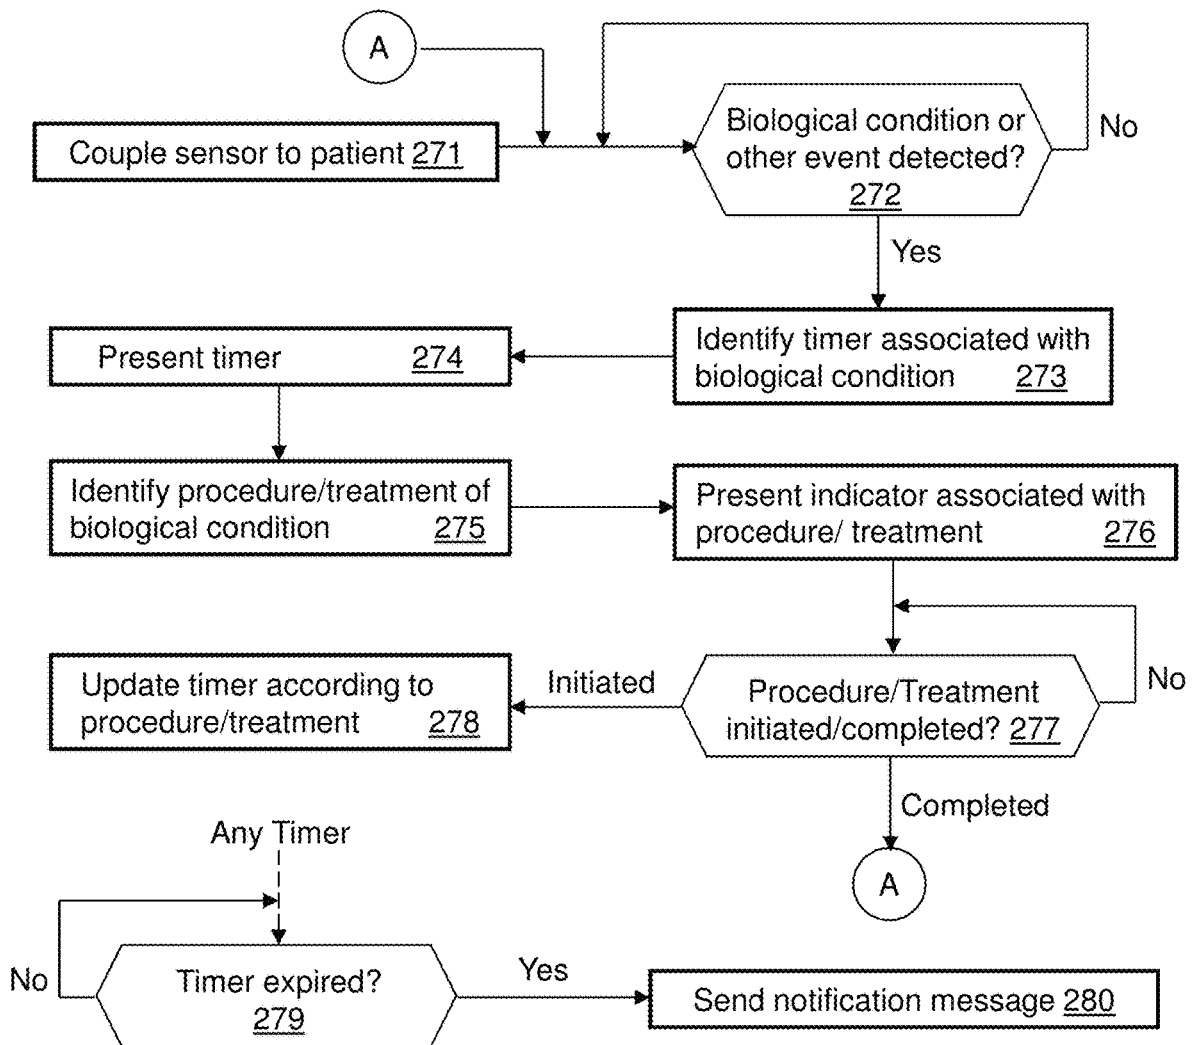 A
Couple sensor to patient 271
Biological condition or
other event detected?
272
No
Yes
Present timer 274
Identify timer associated with
biological condition 273
Identify procedure/treatment of
biological condition 275
Present indicator associated with
procedure/ treatment 276
Update timer according to
procedure/treatment 278
Initiated
Procedure/Treatment
initiated/completed? 277
No
Completed
A
Any Timer
No
Timer expired?
279
Yes
Send notification message 280